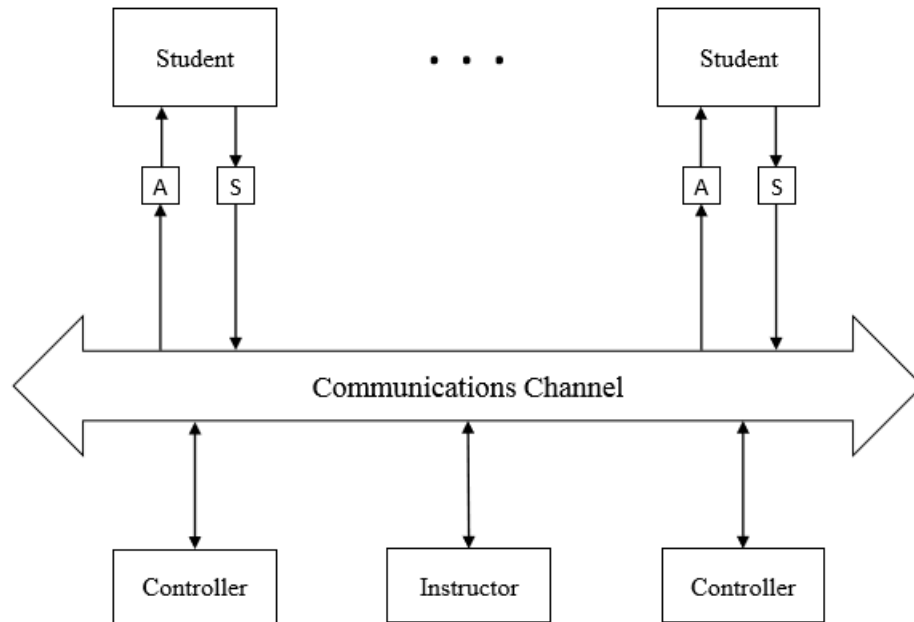 Student
. . .
Student
A
S
A
S
Communications Channel
Controller
Instructor
Controller